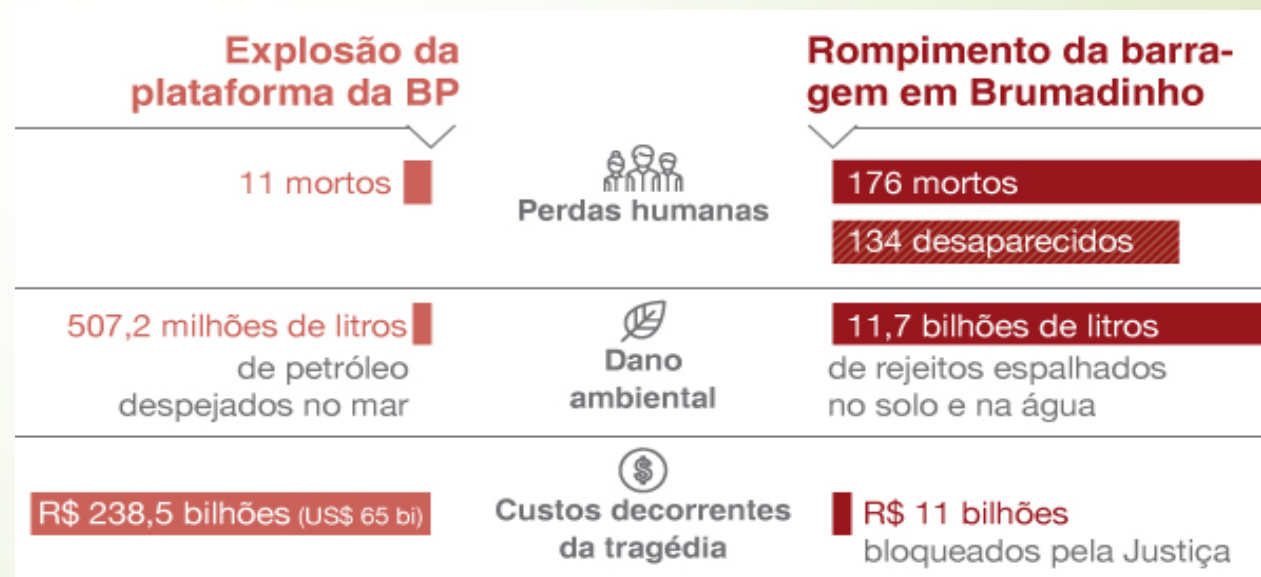 Explosão da
plataforma da BP
Rompimento da barra-
gem em Brumadinho
11 mortos
Perdas humanas
176 mortos
134 desaparecidos
507,2 milhões de litros
de petróleo
despejados no mar
Dano
ambiental
11,7 bilhões de litros
de rejeitos espalhados
no solo e na água
R$ 238,5 bilhões (US$ 65 bi)
$
Custos decorrentes
da tragédia
R$ 11 bilhões
bloqueados pela Justiça